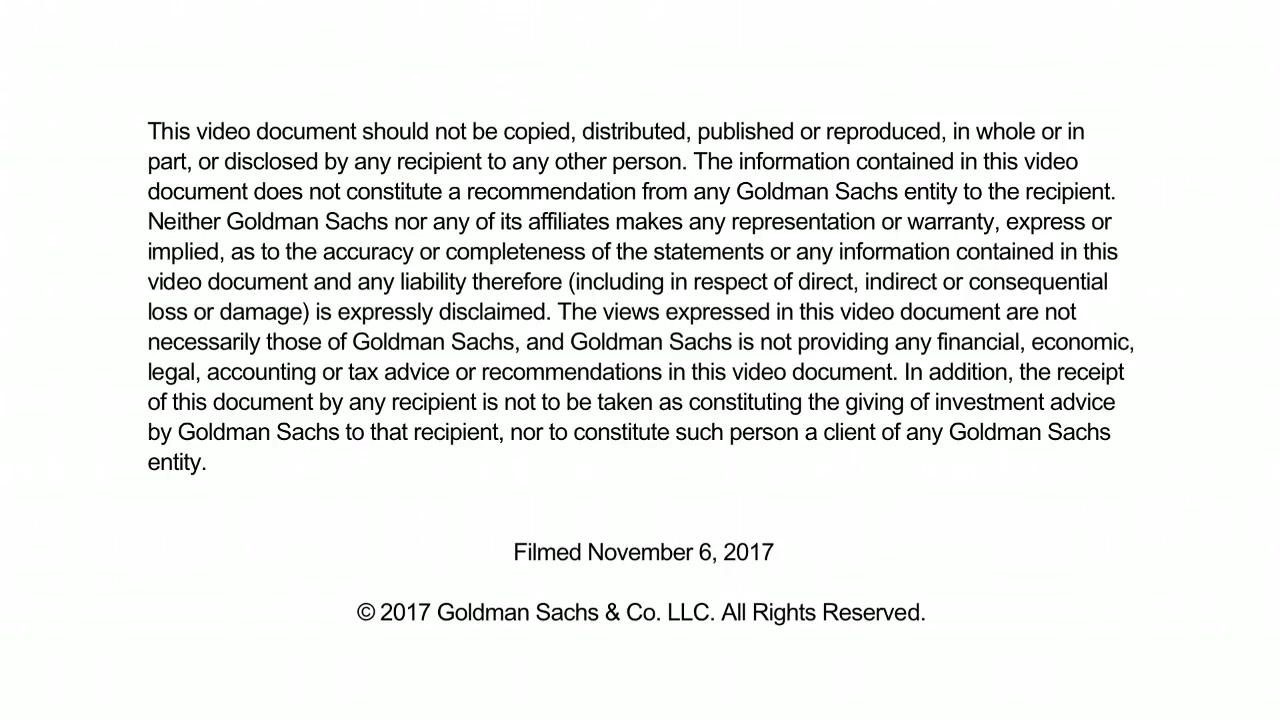 This video document should not be copied, distributed, published or reproduced, in whole or in
part, or disclosed by any recipient to any other person. The information contained in this video
document does not constitute a recommendation from any Goldman Sachs entity to the recipient.
Neither Goldman Sachs nor any of its affiliates makes any representation or warranty, express or
implied, as to the accuracy or completeness of the statements or any information contained in this
video document and any liability therefore (including in respect of direct, indirect or consequential
loss or damage) is expressly disclaimed. The views expressed in this video document are not
necessarily those of Goldman Sachs, and Goldman Sachs is not providing any financial, economic,
legal, accounting or tax advice or recommendations in this video document. In addition, the receipt
of this document by any recipient is not to be taken as constituting the giving of investment advice
by Goldman Sachs to that recipient, nor to constitute such person a client of any Goldman Sachs
entity.
Filmed November 6, 2017
© 2017 Goldman Sachs & Co. LLC. All Rights Reserved.